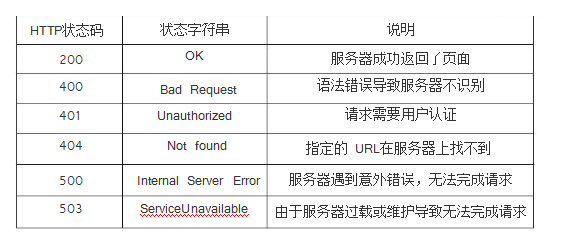 HTTP状态码 状态字符串 说明
200 OK 服务器成功返回了页面
400 Bad Request 语法错误导致服务器不识别
401 Unauthorized 请求需要用户认证
404 Not found 指定的 URL在服务器上找不到
500 Internal Server Error 服务器遇到意外错误，无法完成请求
503 ServiceUnavailable 由于服务器过载或维护导致无法完成请求